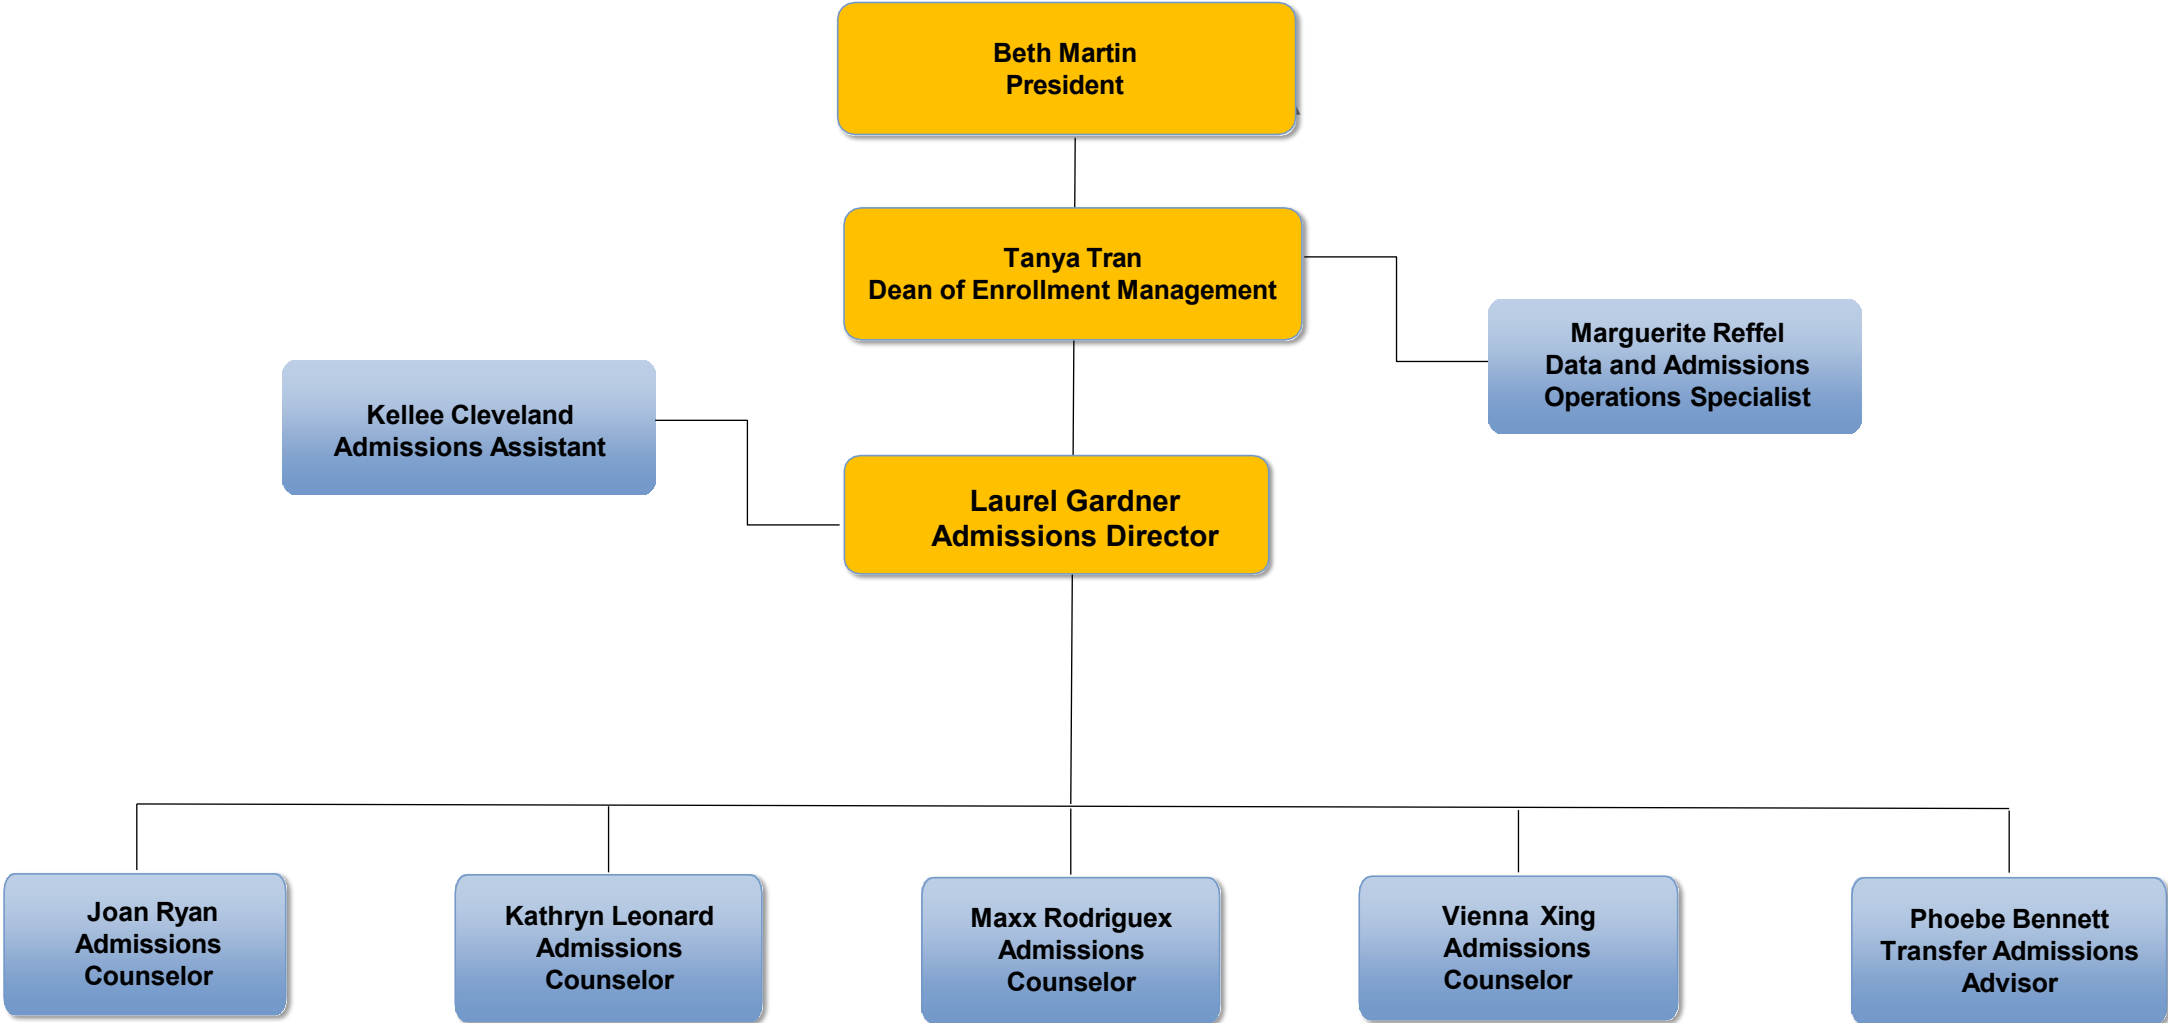 Beth Martin
President
Tanya Tran
Dean of Enrollment Management
Marguerite Reffel
Data and Admissions
Operations Specialist
Kellee Cleveland
Admissions Assistant
Laurel Gardner
Admissions Director
Joan Ryan
Admissions
Counselor
Kathryn Leonard
Admissions
Counselor
Maxx Rodriguex
Admissions
Counselor
Vienna Xing
Admissions
Counselor
Phoebe Bennett
Transfer Admissions
Advisor